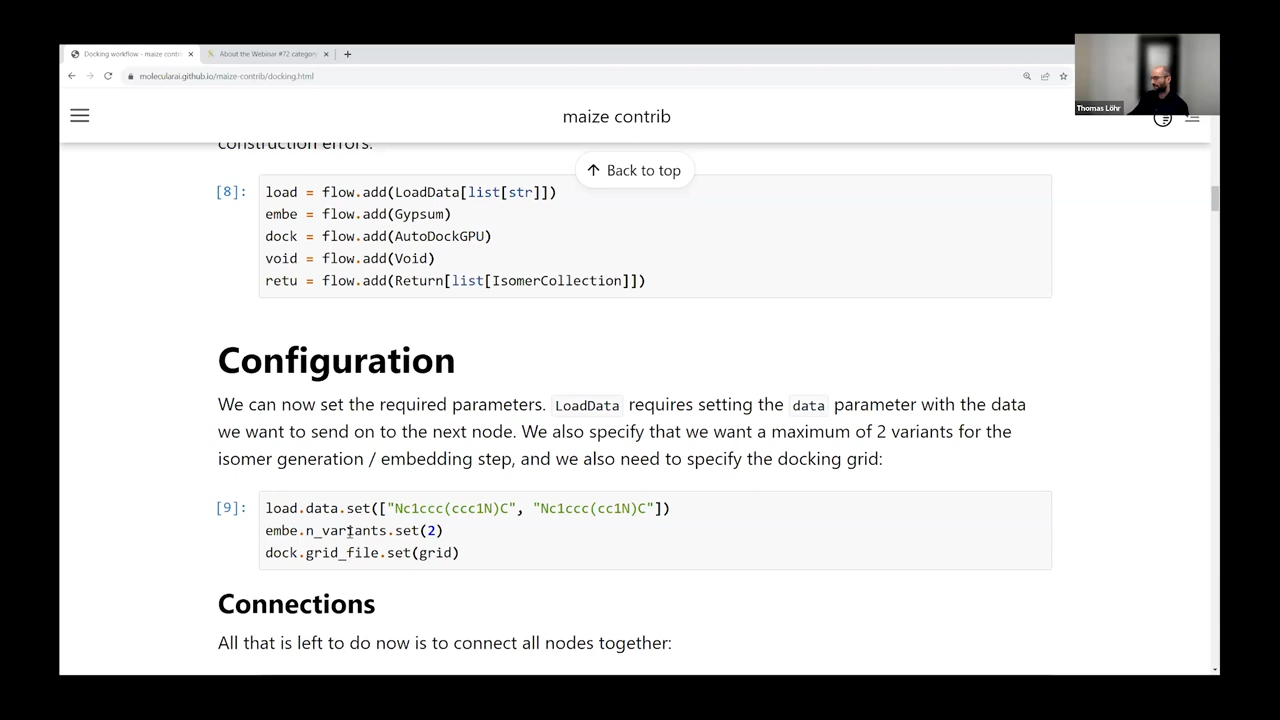 Docking workflow - maize contri
About the Webinar #72 category
molecularai.github.io/maize-contrib/docking.html
Thomas Löhr
maize contrib
construction errors.
Back to top
[8]:
load = flow.add(LoadData[list[str]])
embe = flow.add(Gypsum)
dock = flow.add(AutoDockGPU)
void = flow.add(Void)
retu = flow.add(Return[list[IsomerCollection]])
Configuration
We can now set the required parameters. LoadData requires setting the data parameter with the data
we want to send on to the next node. We also specify that we want a maximum of 2 variants for the
isomer generation / embedding step, and we also need to specify the docking grid:
[9]:
load.data.set(["Nc1ccc(ccc1N)C", "Nc1ccc(cc1N)C"])
embe.n_variants.set(2)
dock.grid_file.set(grid)
Connections
All that is left to do now is to connect all nodes together: